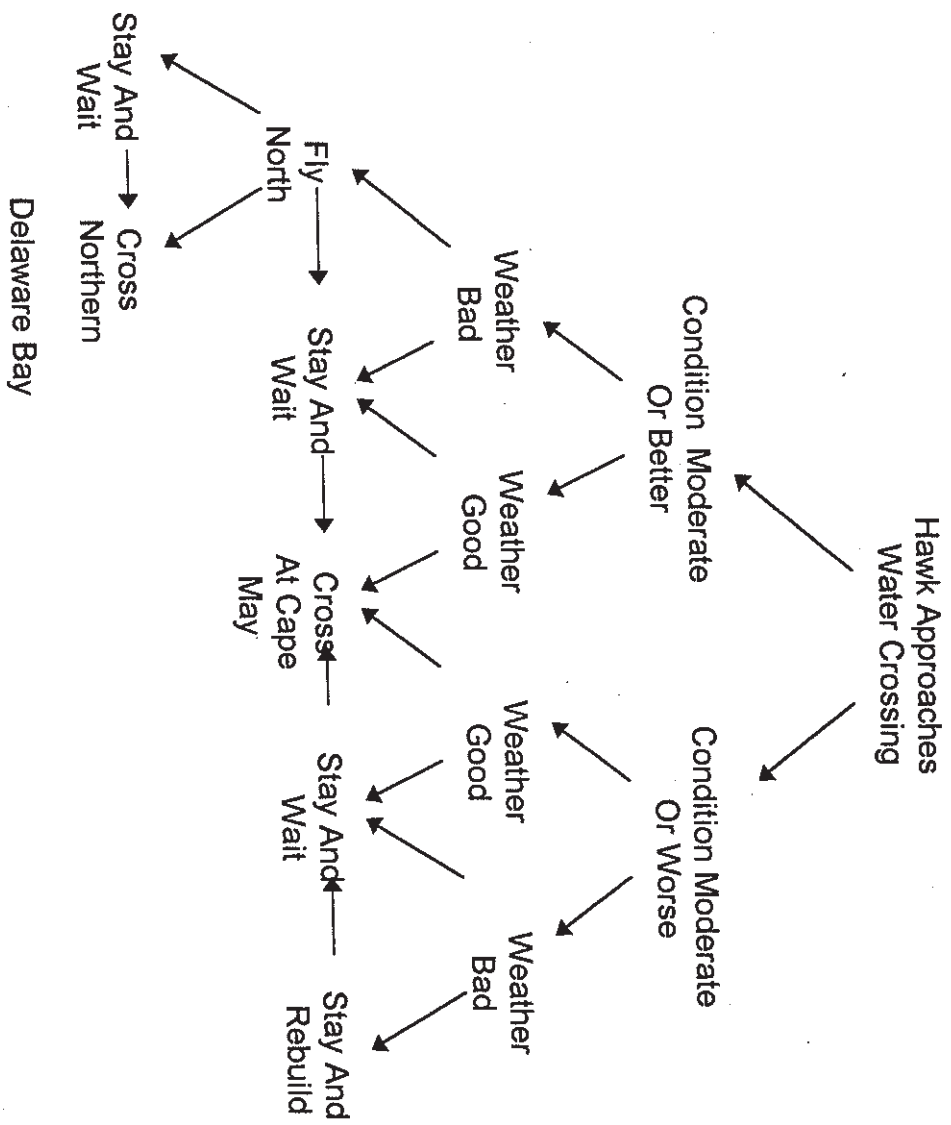 Hawk Approaches
Water Crossing
Condition Moderate
Or Better
Condition Moderate
Or Worse
Weather
Bad
Weather
Good
Weather
Good
Weather
Bad
Fly
North
Stay And
Wait
Cross
At Cape
May
Stay And
Wait
Stay And
Rebuild
Stay And
Wait
Cross
Northern
Delaware Bay